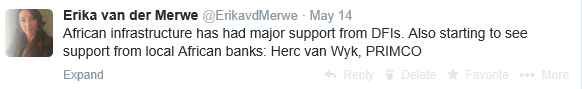 Erika van der Merwe @ErikavdMerwe · May 14
African infrastructure has had major support from DFIs. Also starting to see
support from local African banks: Herc van Wyk, PRIMCO
Expand Reply Delete Favorite More